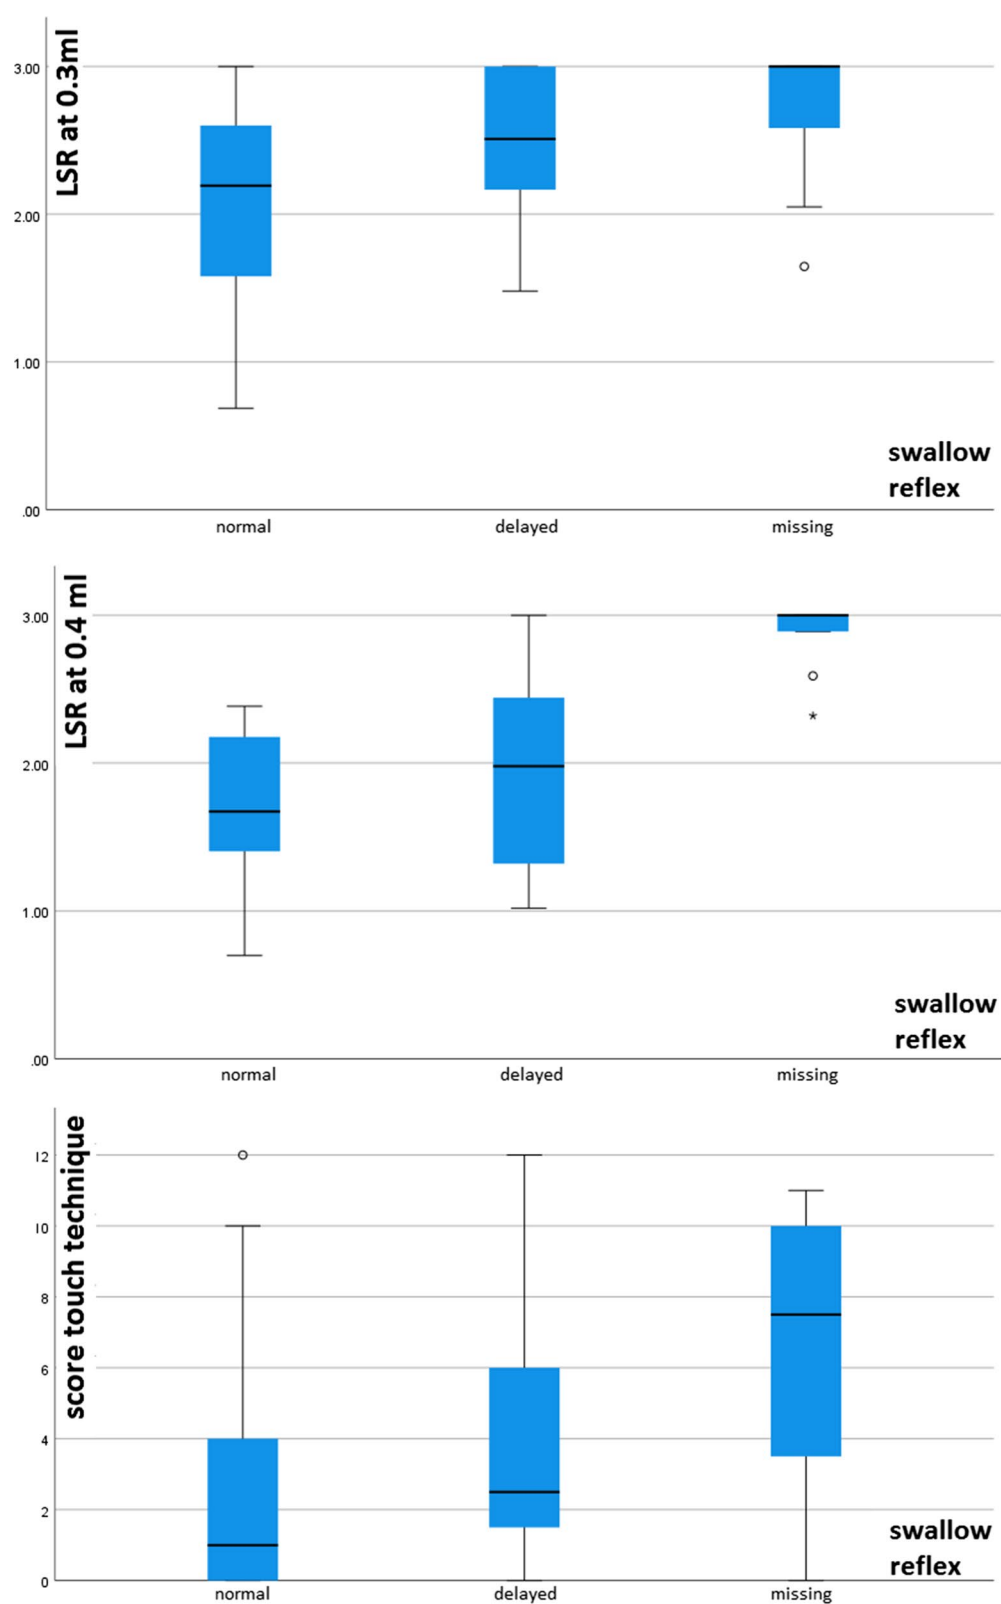 LSR at 0.3ml
3.00
2.00
1.00
.00
swallow
reflex
normal delayed missing
LSR at 0.4 ml
3.00
2.00
1.00
.00
swallow
reflex
normal delayed missing
score touch technique
12
10
8
6
4
2
0
swallow
reflex
normal delayed missing